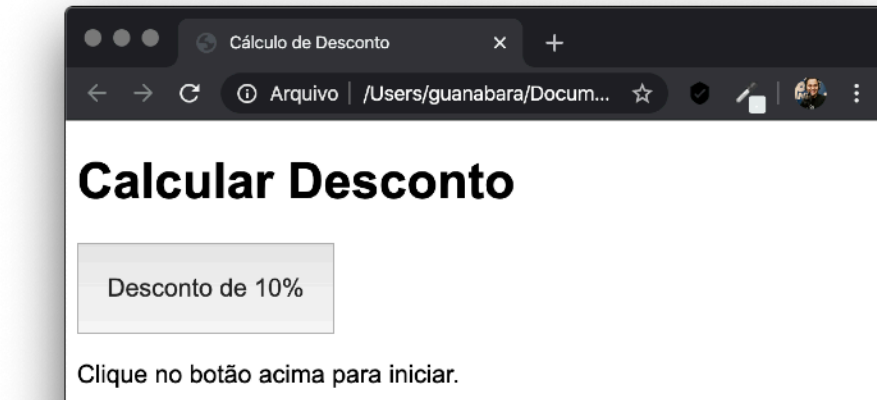 Cálculo de Desconto
Arquivo | /Users/guanabara/Docum...
Calcular Desconto
Desconto de 10%
Clique no botão acima para iniciar.